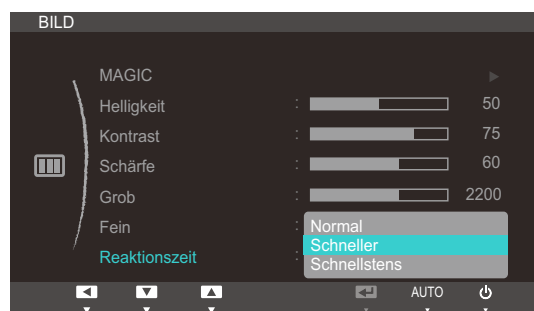 BILD
MAGIC
Helligkeit : 50
Kontrast : 75
Schärfe : 60
Grob : 2200
Fein :
Reaktionszeit :
Normal
Schneller
Schnellstens
AUTO